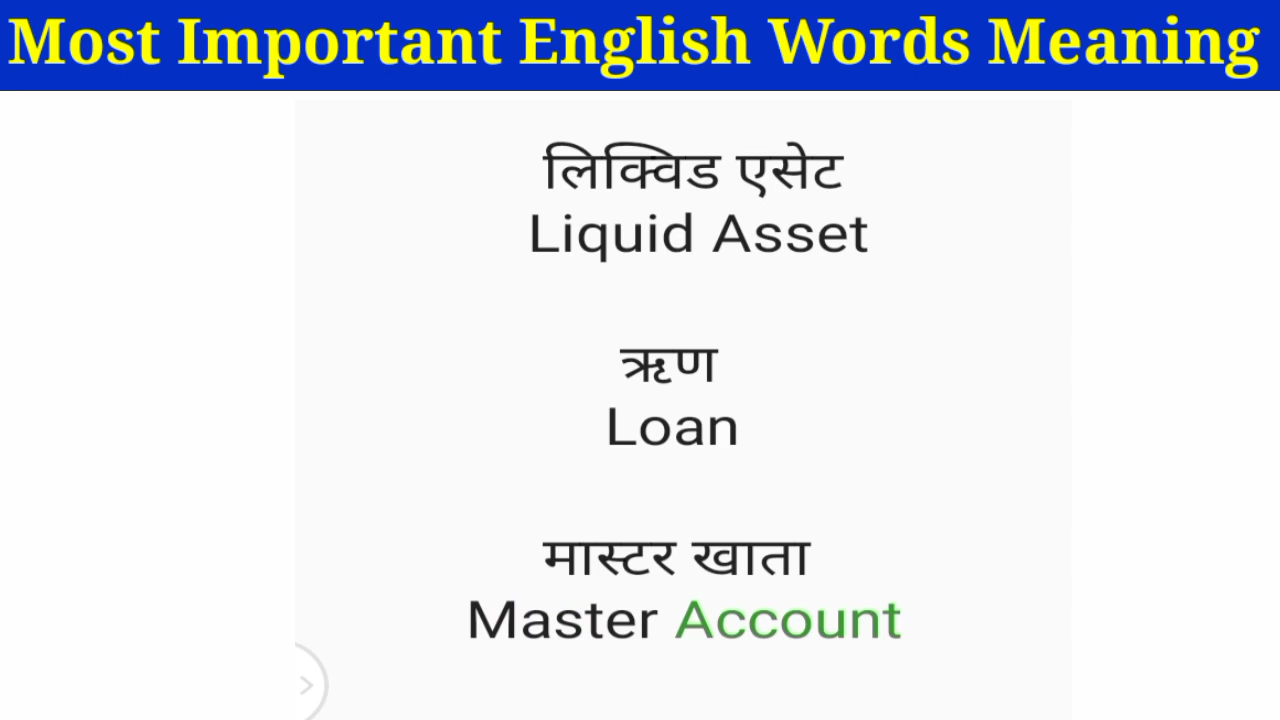 Most Important English Words Meaning
लिक्विड एसेट
Liquid Asset
ऋण
Loan
मास्टर खाता
Master Account